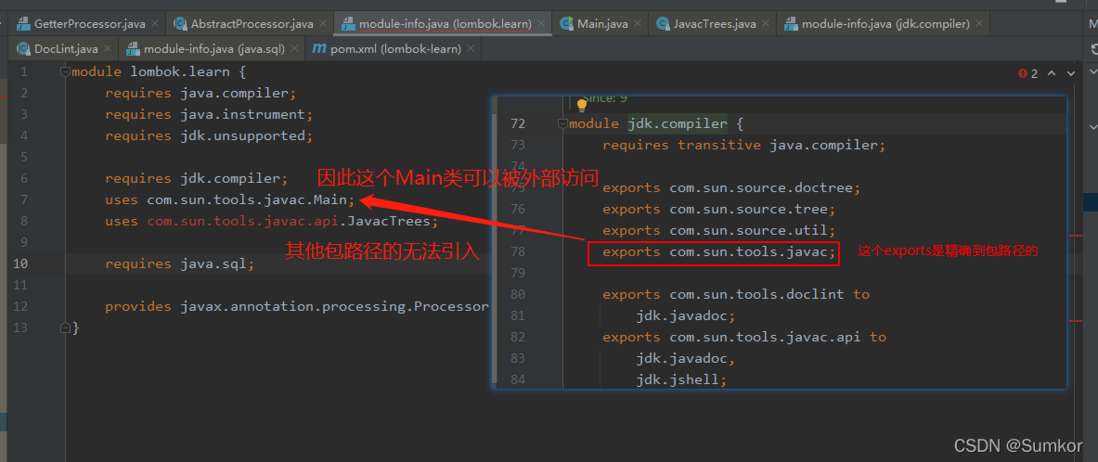 GetterProcessor.java
AbstractProcessor.java
module-info.java (lombok.learn)
Main.java
JavacTrees.java
module-info.java (jdk.compiler)
M
DocLint.java
module-info.java (java.sql)
pom.xml (lombok-learn)
1 module lombok.learn {
2 requires java.compiler;
3 requires java.instrument;
4 requires jdk.unsupported;
5
6 requires jdk.compiler;
7 uses com.sun.tools.javac.Main;
8 uses com.sun.tools.javac.api.JavacTrees;
9
10 requires java.sql;
11
12 provides javax.annotation.processing.Processor
13 }
2
因此这个Main类可以被外部访问
其他包路径的无法引入
Since: 9
72 module jdk.compiler {
73 requires transitive java.compiler;
74
75 exports com.sun.source.doctree;
76 exports com.sun.source.tree;
77 exports com.sun.source.util;
78 exports com.sun.tools.javac;
79
80 exports com.sun.tools.doclint to
81 jdk.javadoc;
82 exports com.sun.tools.javac.api to
83 jdk.javadoc,
84 jdk.jshell;
这个exports是精确到包路径的
CSDN @Sumkor